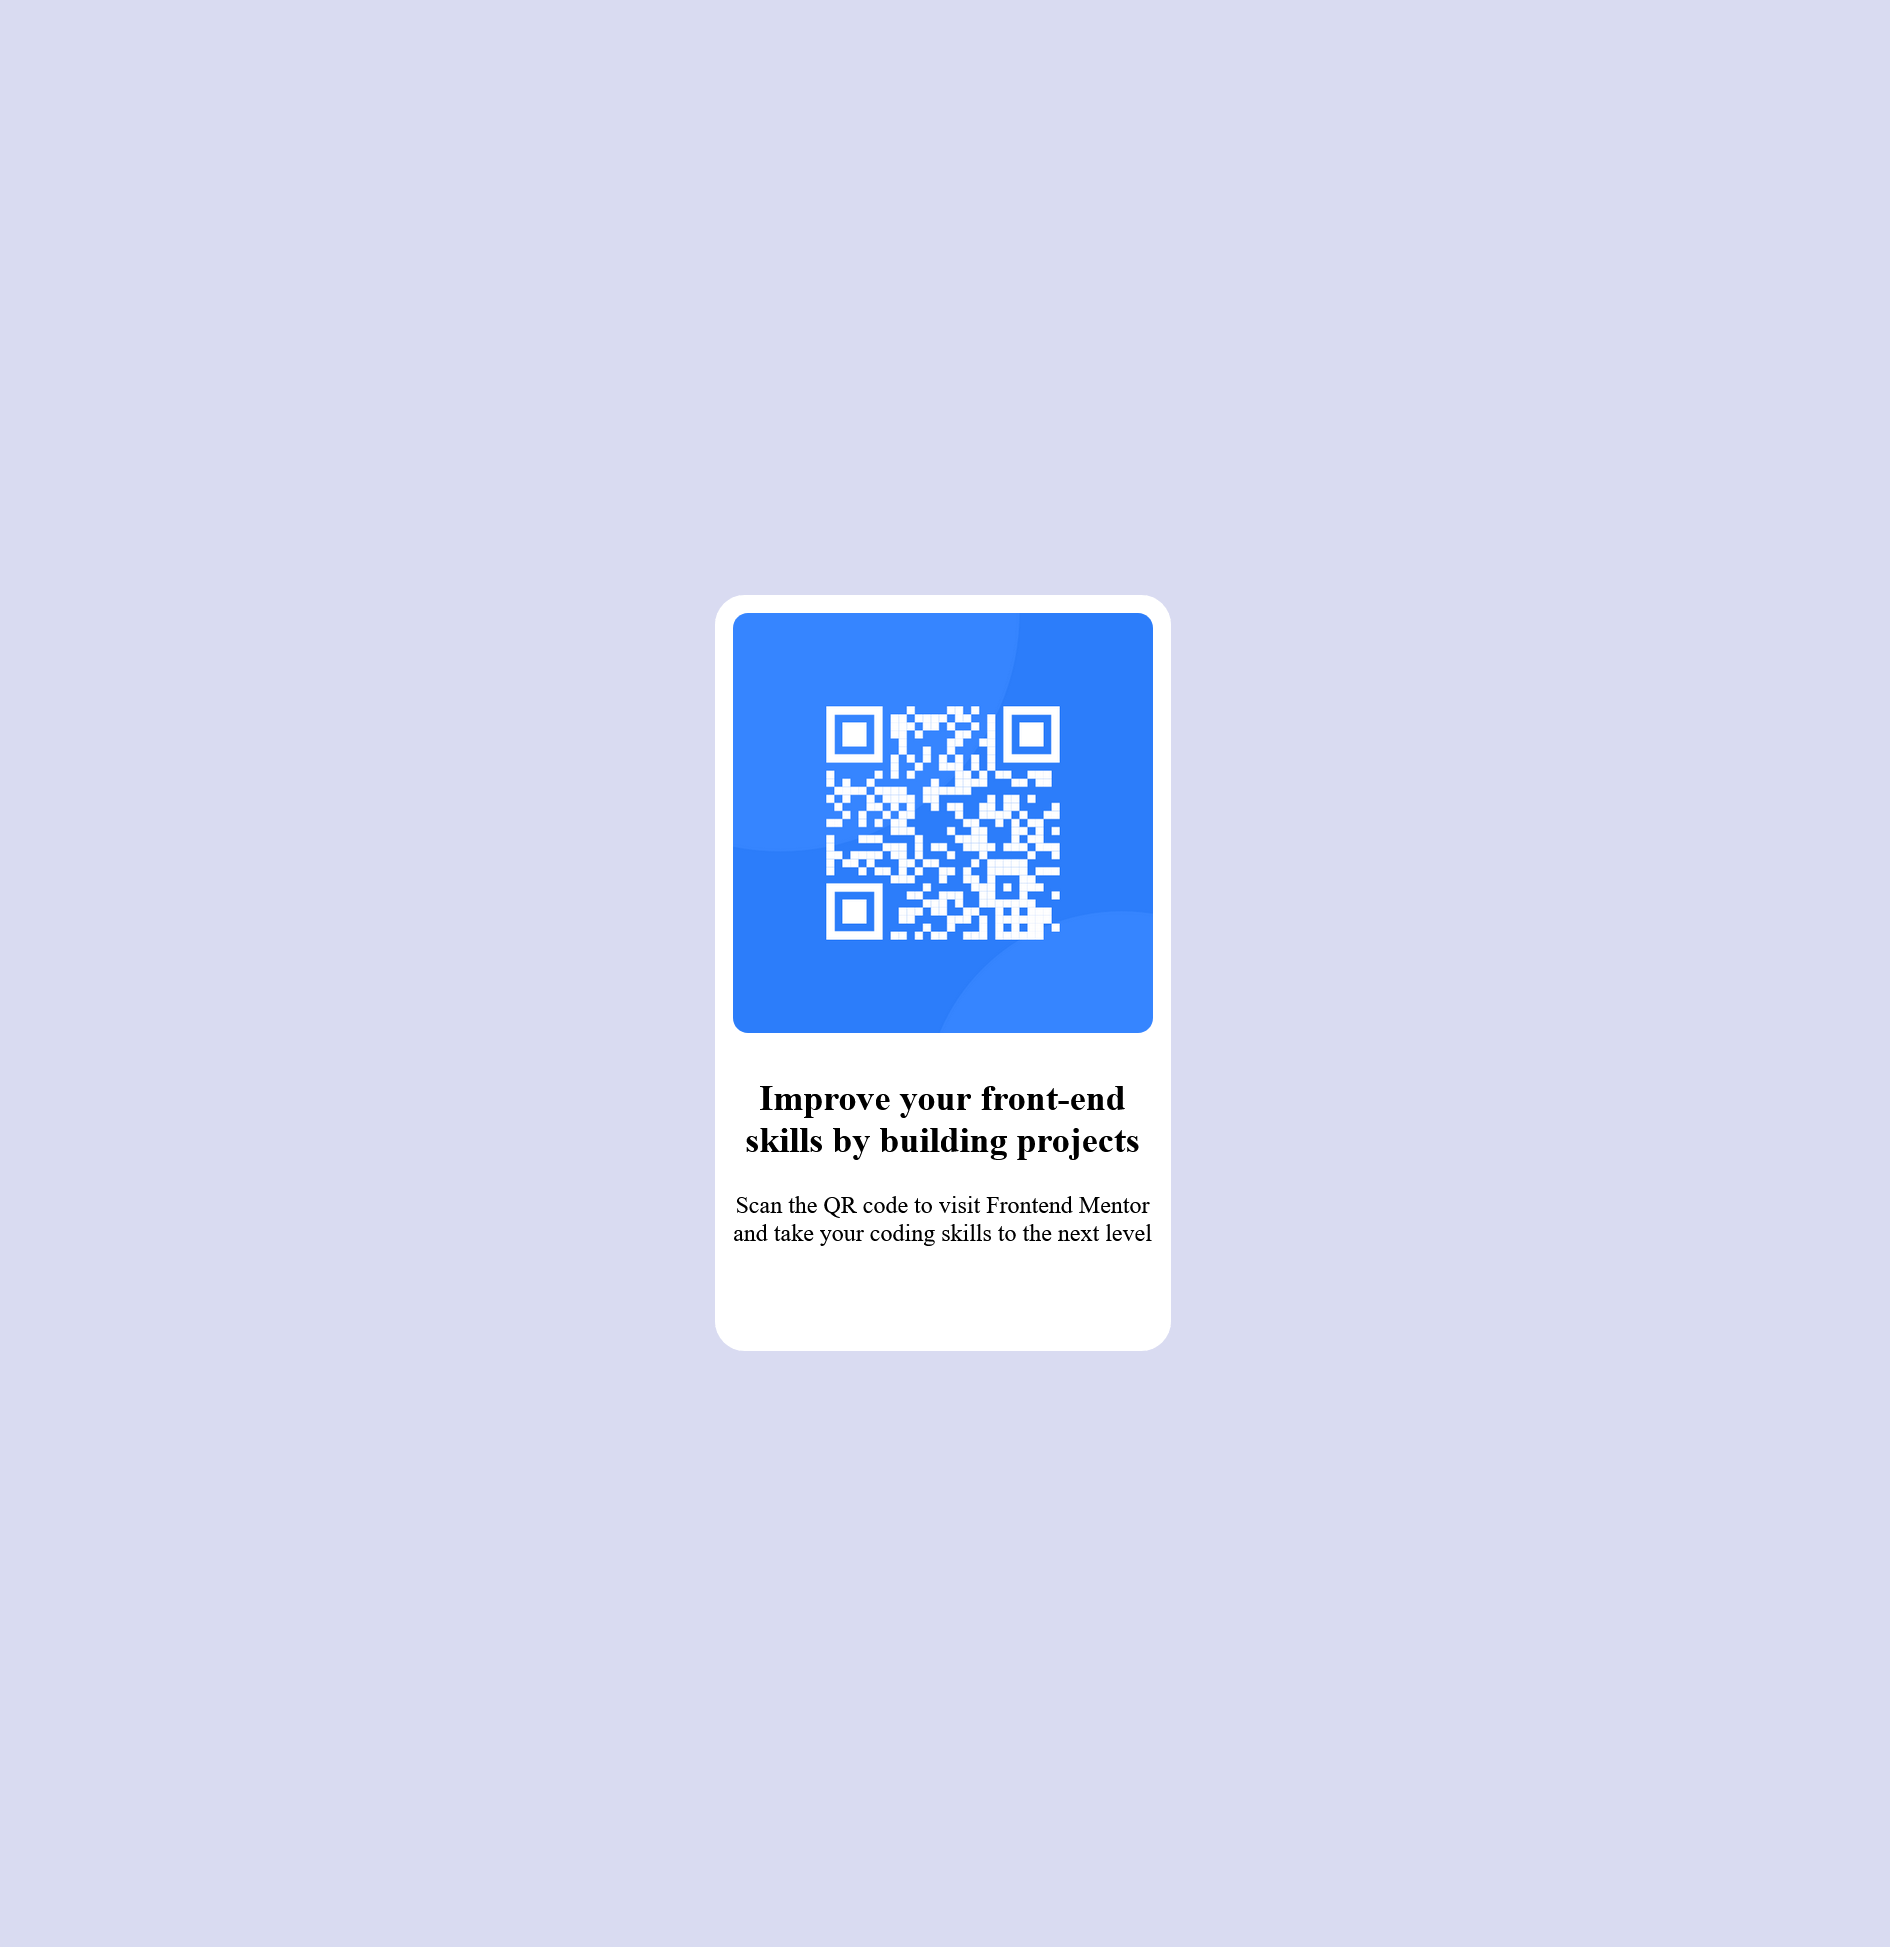 Improve your front-end
skills by building projects
Scan the QR code to visit Frontend Mentor
and take your coding skills to the next level